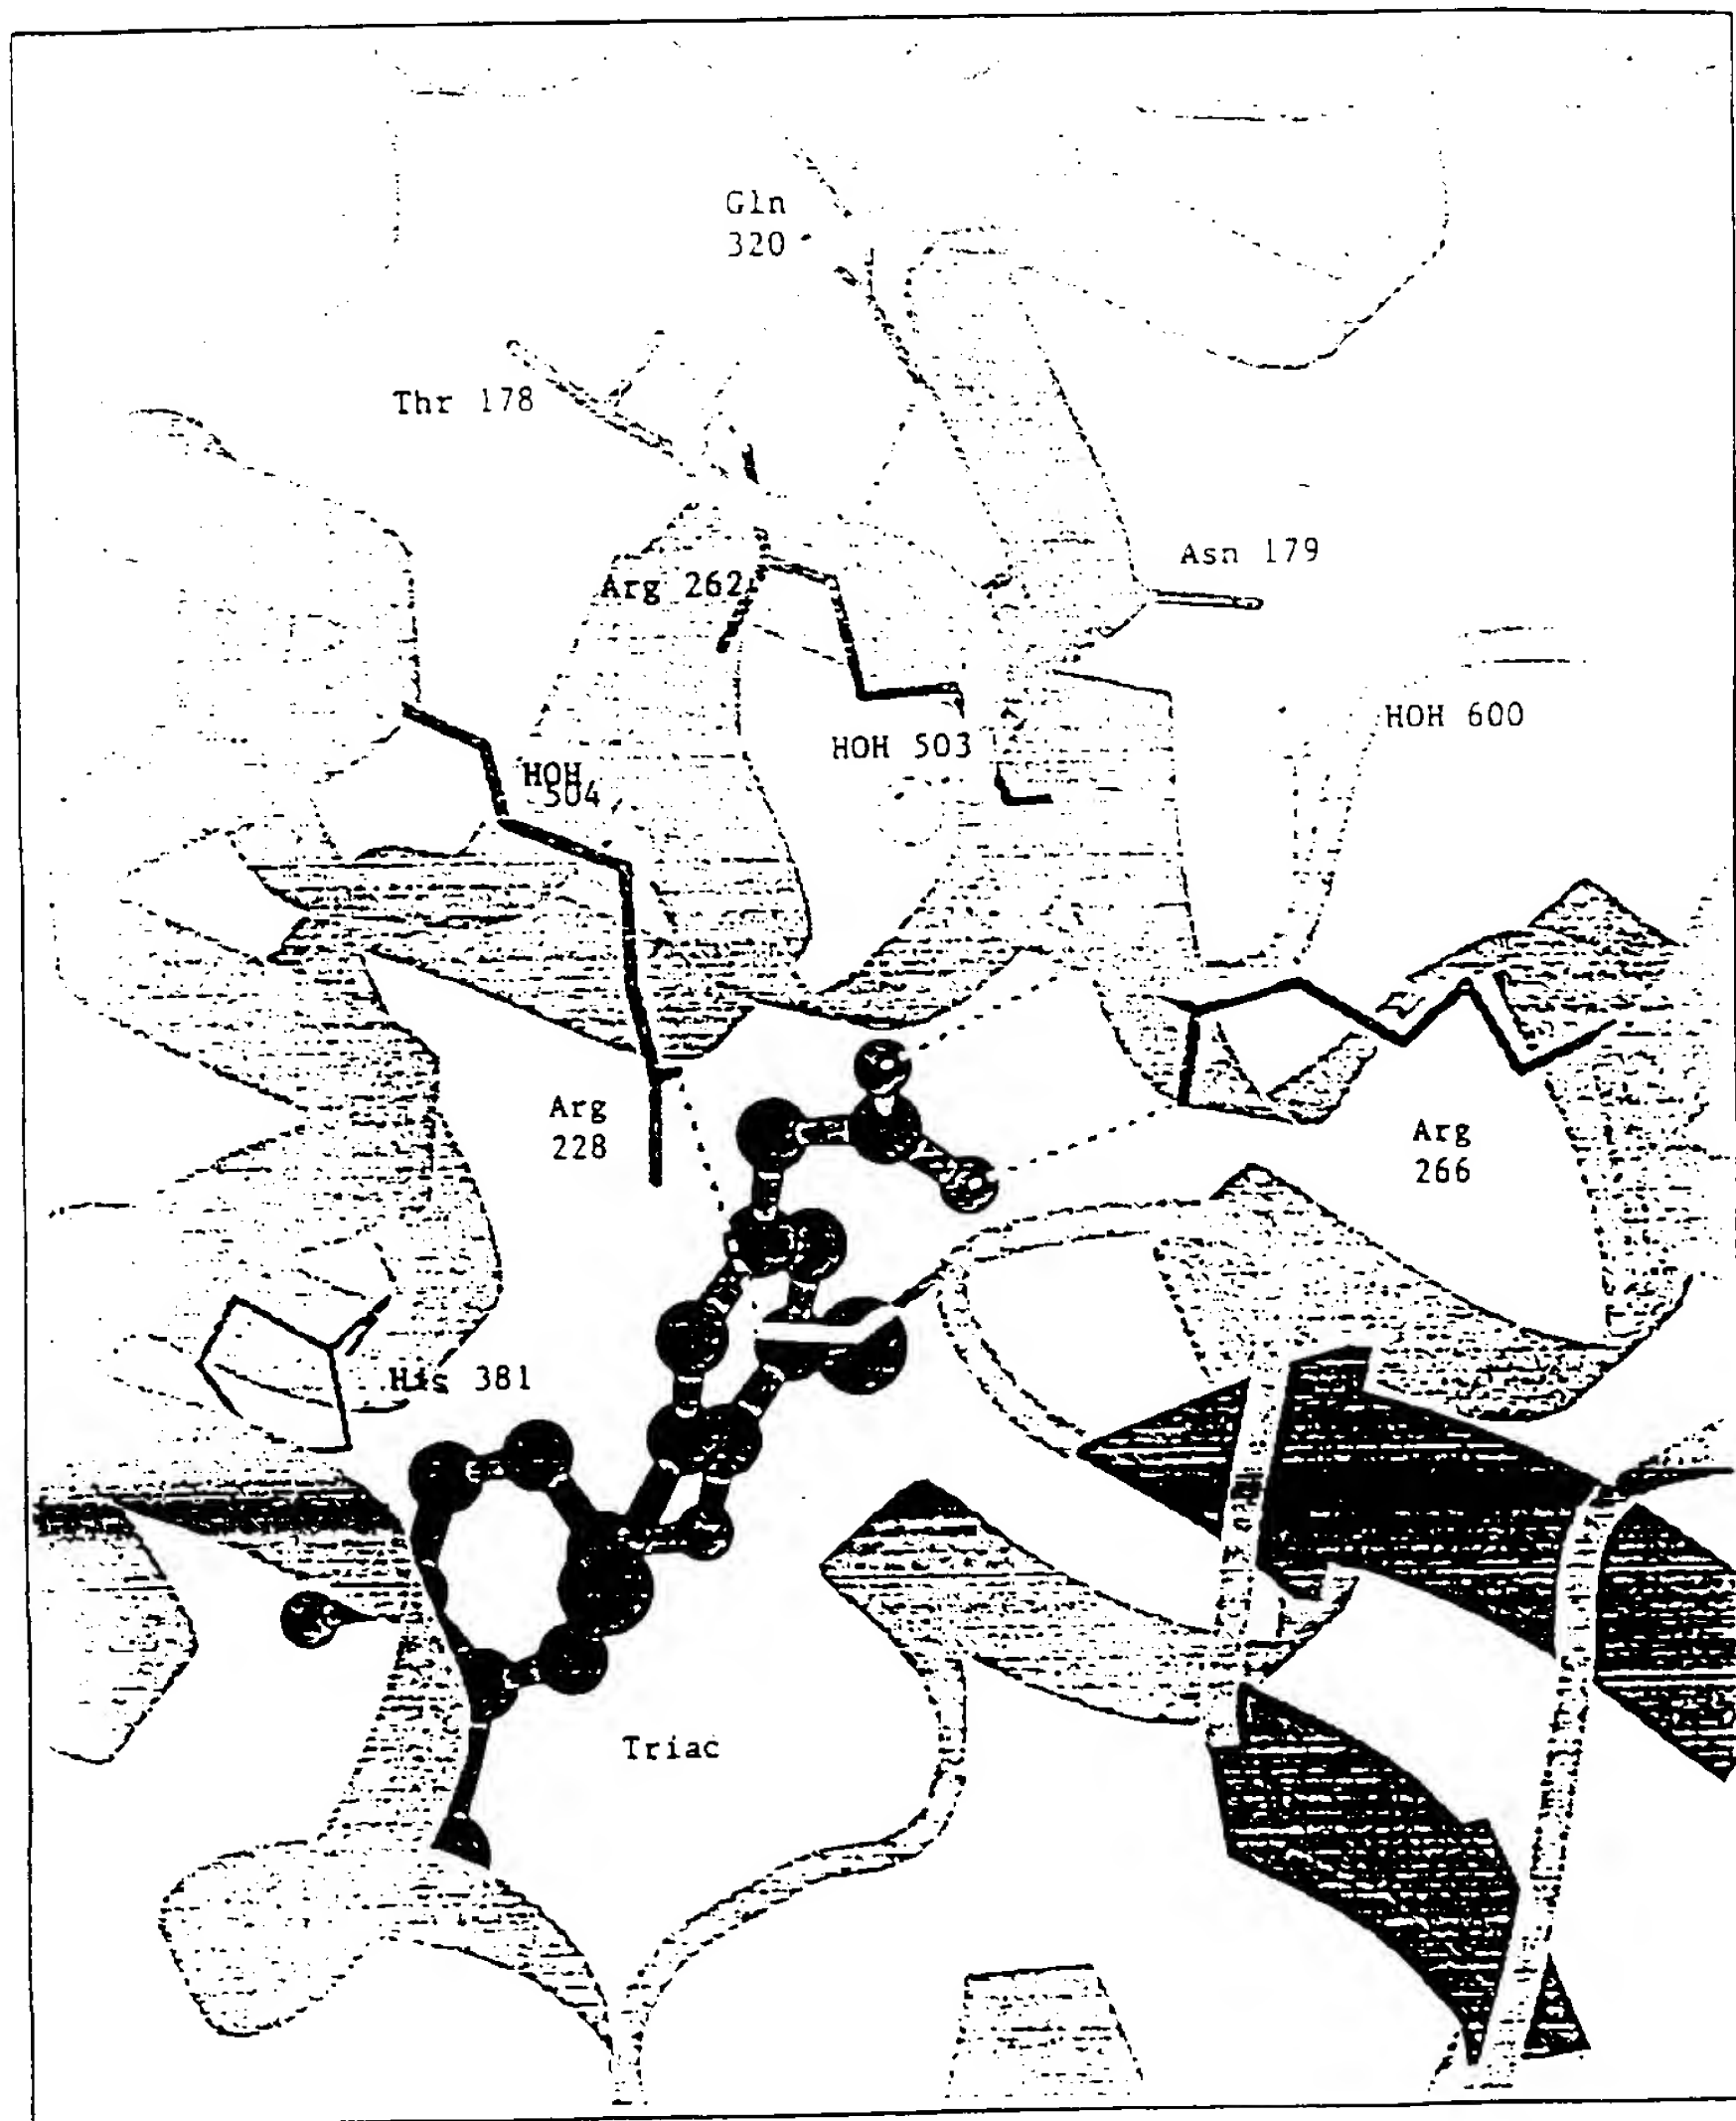 Gln
320
Thr 178
Asn 179
Arg 262
HOH 600
HOH 503
HOH
504
Arg
228
Arg
266
His 381
Triac